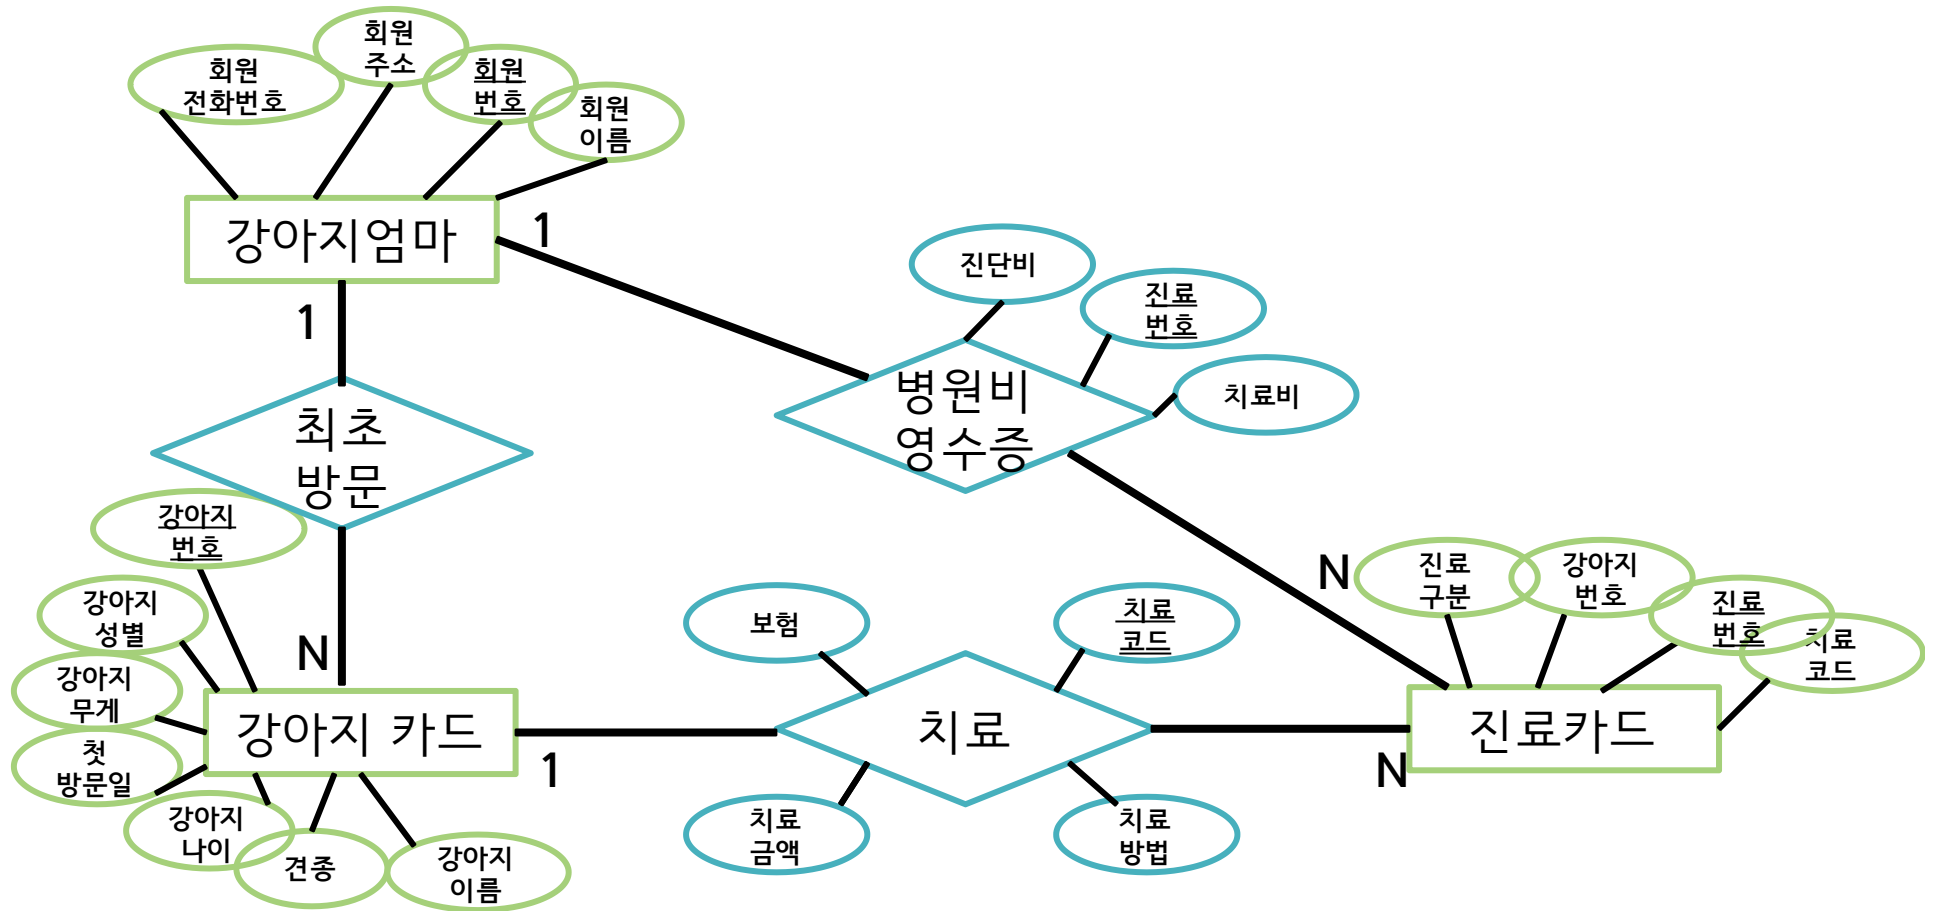 회원
전화번호
회원
주소
회원
번호
회원
이름
강아지엄마
1
1
진단비
진료
번호
치료비
병원비
영수증
최초
방문
강아지
번호
강아지
성별
강아지
무게
첫
방문일
강아지
나이
견종
강아지
이름
N
강아지 카드
1
보험
치료
코드
치료
치료
금액
치료
방법
N
N
진료
구분
강아지
번호
진료
번호
치료
코드
진료카드